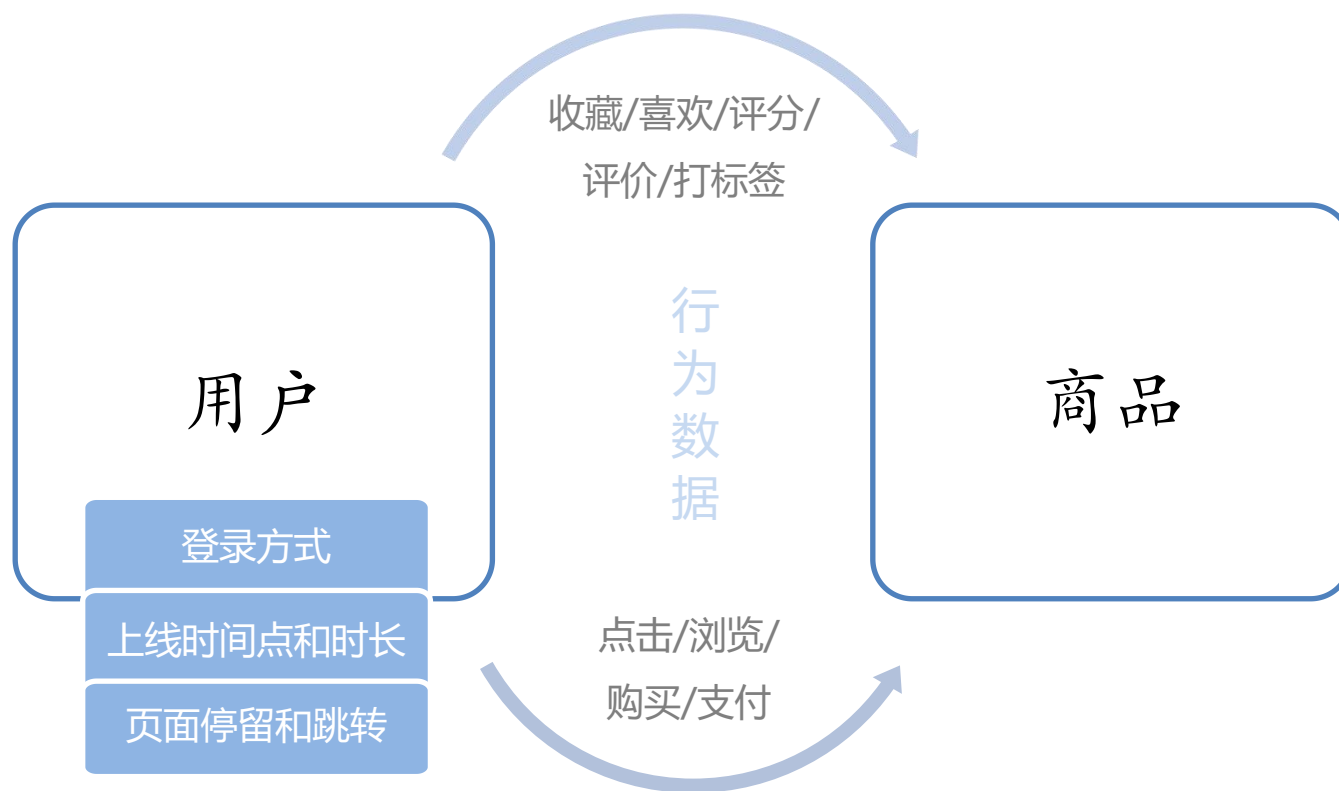 收藏/喜欢/评分/
评价/打标签
用户
行
为
数
据
商品
登录方式
上线时间点和时长
页面停留和跳转
点击/浏览/
购买/支付